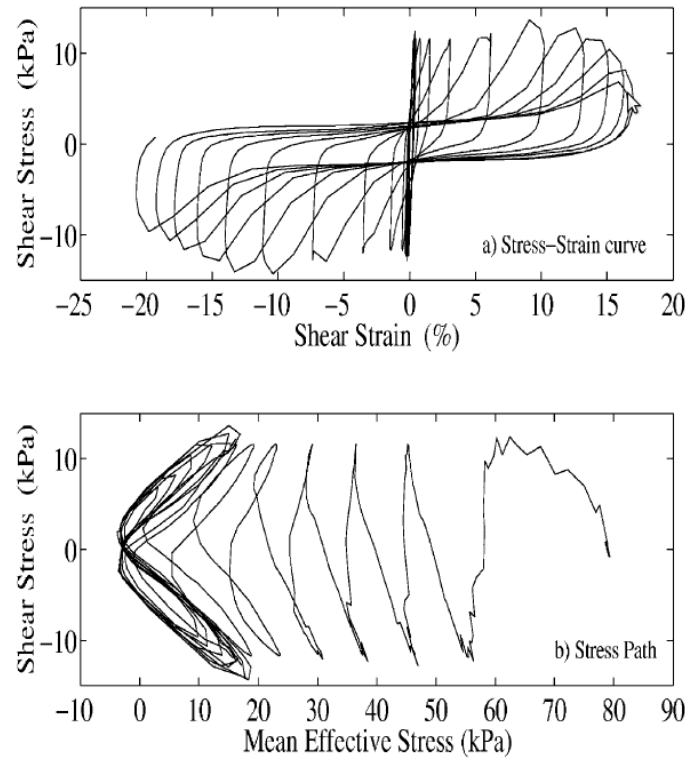 Shear Stress (kPa)
10
0
−10
a) Stress−Strain curve
−25 −20 −15 −10 −5 0 5 10 15 20
Shear Strain (%)
Shear Stress (kPa)
10
0
−10
b) Stress Path
−10 0 10 20 30 40 50 60 70 80 90
Mean Effective Stress (kPa)